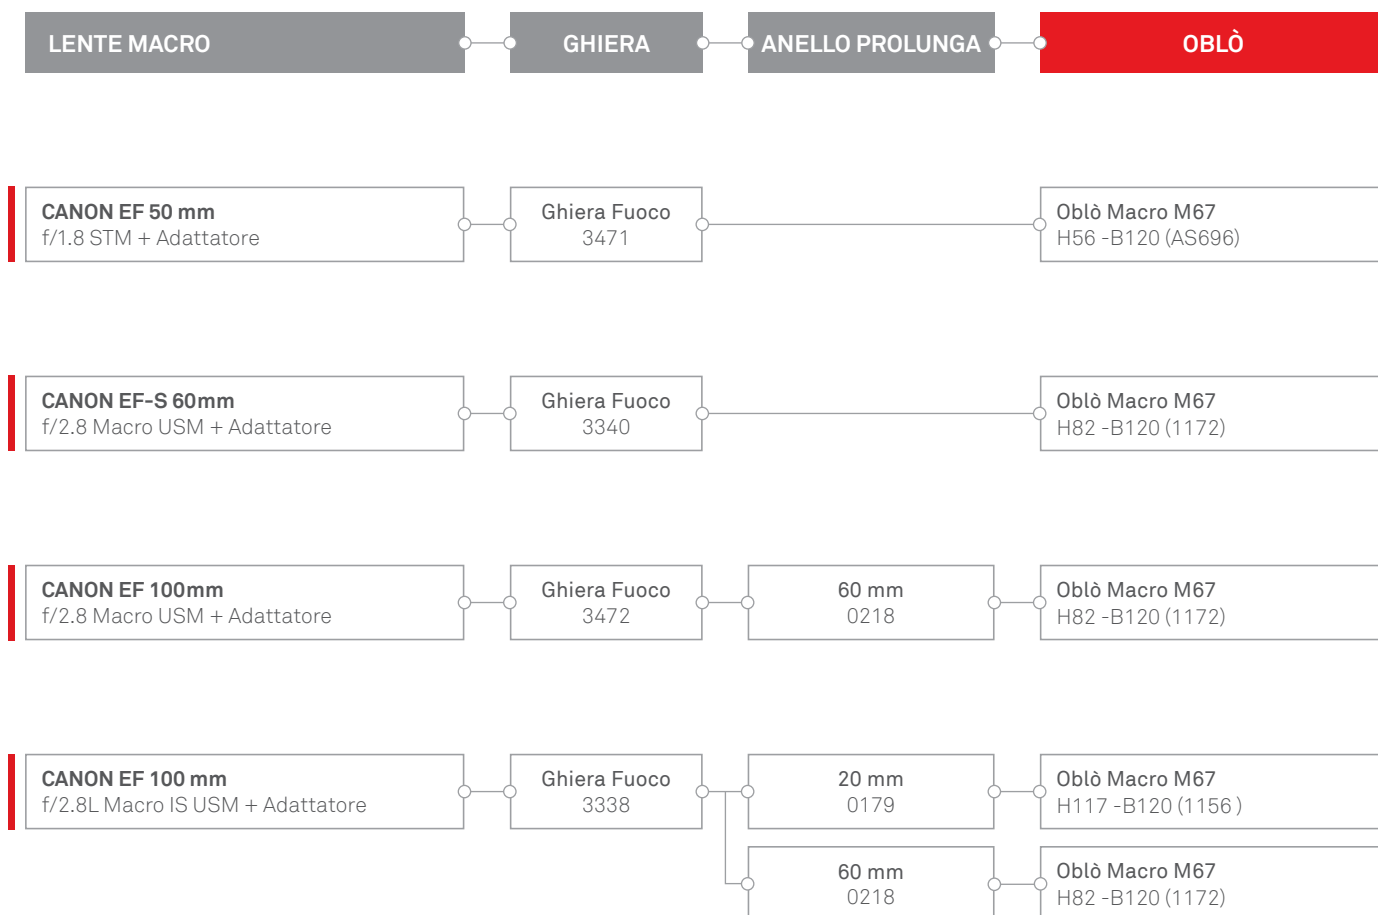 LENTE MACRO
GHIERA
ANELLO PROLUNGA
OBLÒ
CANON EF 50 mm
f/1.8 STM + Adattatore
Ghiera Fuoco
3471
Oblò Macro M67
H56 -B120 (AS696)
CANON EF-S 60mm
f/2.8 Macro USM + Adattatore
Ghiera Fuoco
3340
Oblò Macro M67
H82 -B120 (1172)
CANON EF 100mm
f/2.8 Macro USM + Adattatore
Ghiera Fuoco
3472
60 mm
0218
Oblò Macro M67
H82 -B120 (1172)
CANON EF 100 mm
f/2.8L Macro IS USM + Adattatore
Ghiera Fuoco
3338
20 mm
0179
Oblò Macro M67
H117 -B120 (1156 )
60 mm
0218
Oblò Macro M67
H82 -B120 (1172)